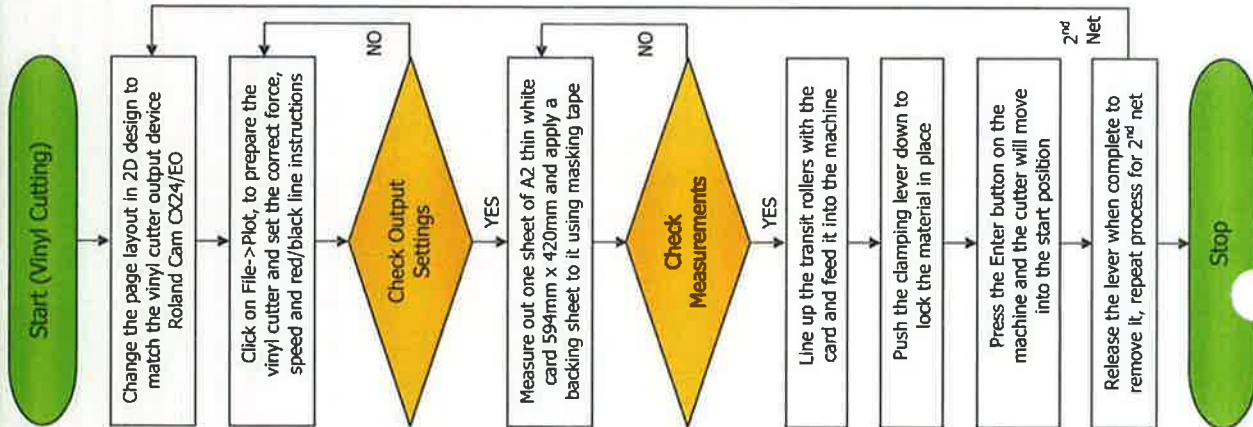 Start (Vinyl Cutting)
Change the page layout in 2D design to
match the vinyl cutter output device
Roland Cam CX24/EO
Click on File->Plot, to prepare the
vinyl cutter and set the correct force,
speed and red/black line instructions
Check Output
Settings
NO
YES
Measure out one sheet of A2 thin white
card 594mm x 420mm and apply a
backing sheet to it using masking tape
Check
Measurements
NO
YES
Line up the transit rollers with the
card and feed it into the machine
Push the clamping lever down to
lock the material in place
Press the Enter button on the
machine and the cutter will move
into the start position
Release the lever when complete to
remove it, repeat process for 2nd net
2nd
Net
Stop